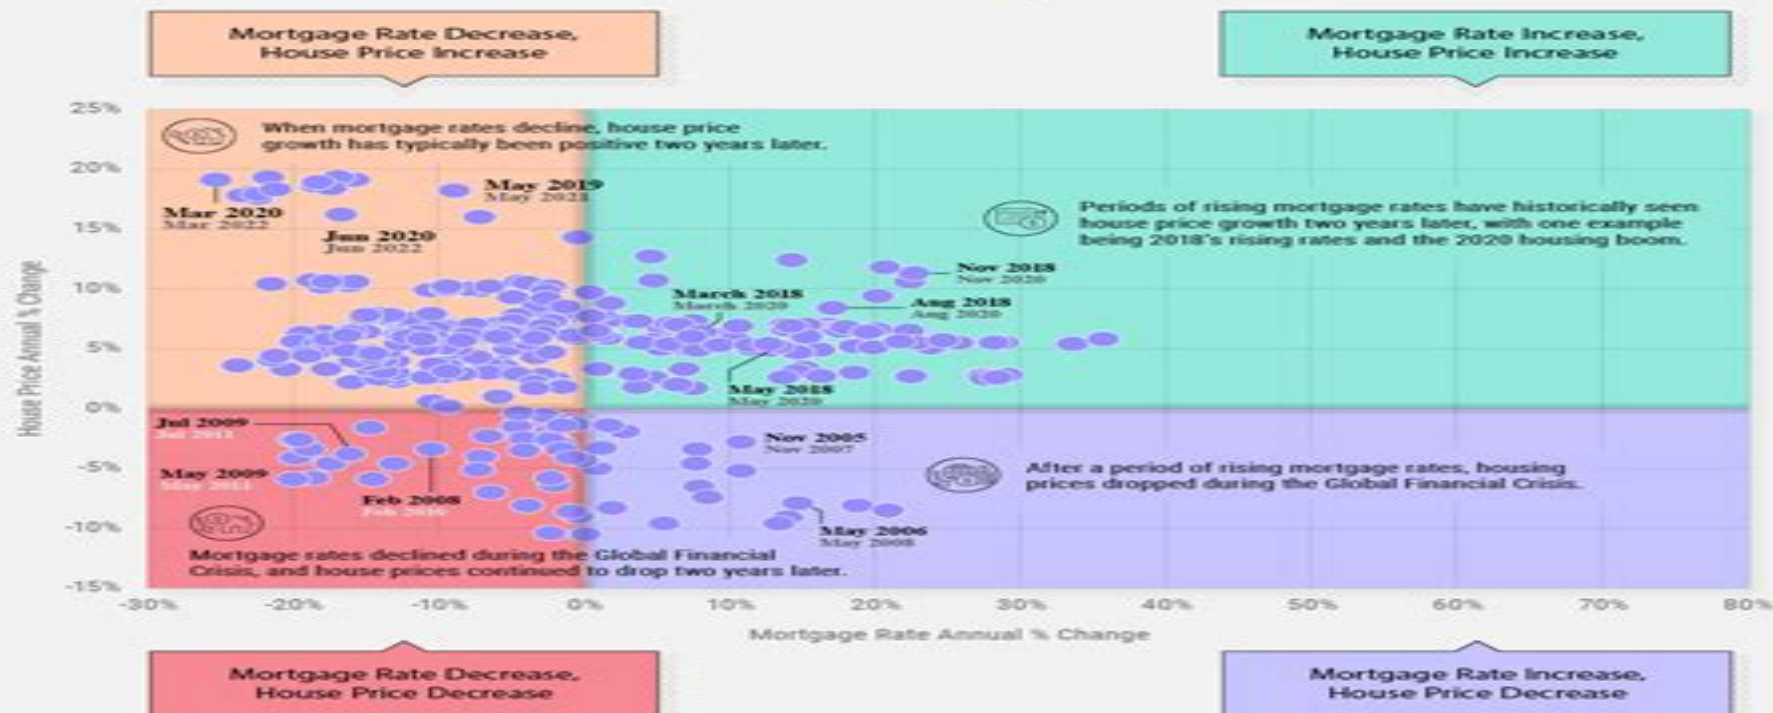 Mortgage Rate Decrease,
House Price Increase
Mortgage Rate Increase,
House Price Increase
25%
20%
15%
10%
5%
0%
-5%
-10%
-15%
House Price Annual % Change
When mortgage rates decline, house price
growth has typically been positive two years later.
Mar 2020
Mar 2022
May 2019
May 2021
Jun 2020
Jun 2022
Periods of rising mortgage rates have historically seen
house price growth two years later, with one example
being 2018's rising rates and the 2020 housing boom.
Nov 2018
Nov 2020
March 2018
March 2020
Aug 2018
Aug 2020
May 2018
May 2020
Jul 2009
Jul 2011
May 2009
May 2011
Feb 2008
Feb 2010
Mortgage rates declined during the Global Financial
Crisis, and house prices continued to drop two years later.
Nov 2005
Nov 2007
After a period of rising mortgage rates, housing
prices dropped during the Global Financial Crisis.
May 2006
May 2008
-30%
-20%
-10%
0%
10%
20%
30%
40%
50%
60%
70%
80%
Mortgage Rate Annual % Change
Mortgage Rate Decrease,
House Price Decrease
Mortgage Rate Increase,
House Price Decrease